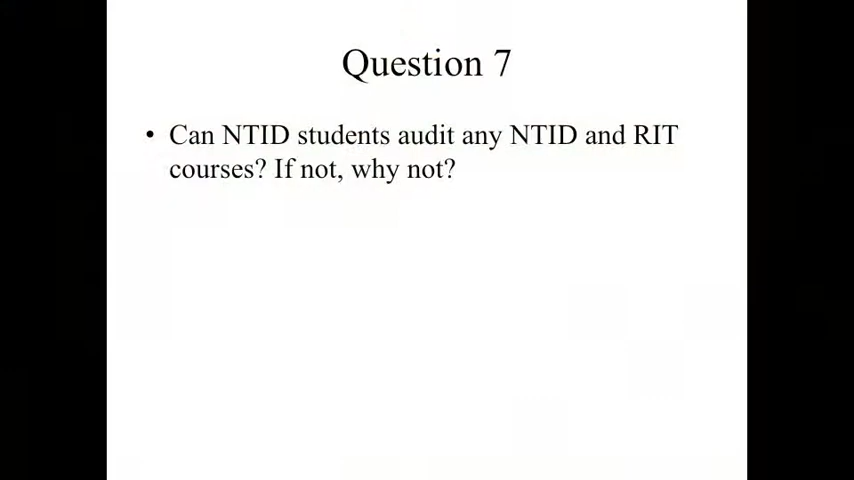 Question 7
• Can NTID students audit any NTID and RIT
courses? If not, why not?